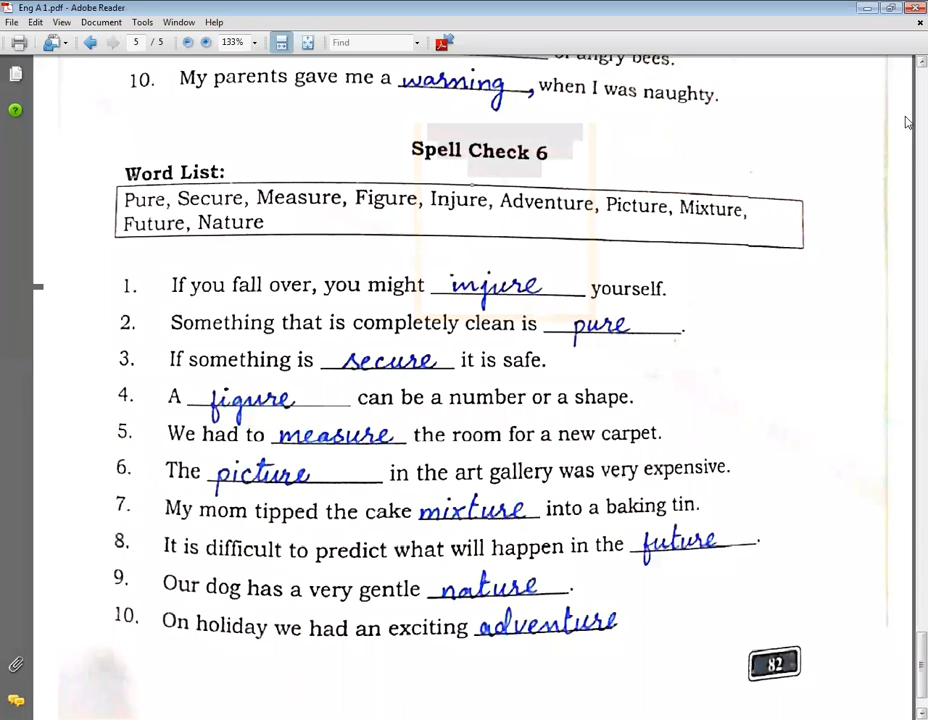 Eng A 1.pdf - Adobe Reader
File Edit View Document Tools Window Help
5 / 5 133% Find
of angry bees.
10. My parents gave me a warning, when I was naughty.
Spell Check 6
Word List:
Pure, Secure, Measure, Figure, Injure, Adventure, Picture, Mixture,
Future, Nature
1. If you fall over, you might injure yourself.
2. Something that is completely clean is pure.
3. If something is secure it is safe.
4. A figure can be a number or a shape.
5. We had to measure the room for a new carpet.
6. The picture in the art gallery was very expensive.
7. My mom tipped the cake mixture into a baking tin.
8. It is difficult to predict what will happen in the future.
9. Our dog has a very gentle nature.
10. On holiday we had an exciting adventure
82